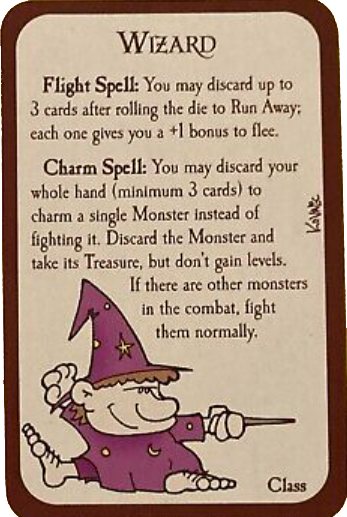 WIZARD
Flight Spell: You may discard up to
3 cards after rolling the die to Run Away;
each one gives you a +1 bonus to flee.
Charm Spell: You may discard your
whole hand (minimum 3 cards) to
charm a single Monster instead of
fighting it. Discard the Monster and
take its Treasure, but don't gain levels.
If there are other monsters
in the combat, fight
them normally.
Kovalic
Class